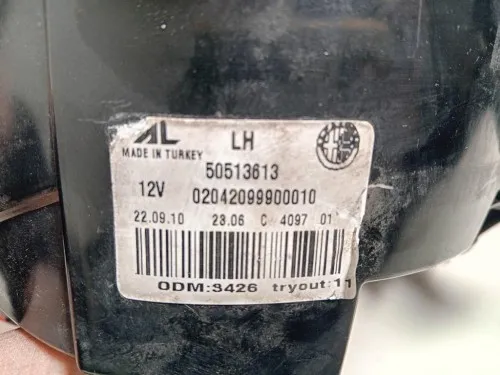 AL LH
MADE IN TURKEY
50513613
12V 02042099900010
22.09.10 23.06 C 4097 01
ODM:3426 tryout:11